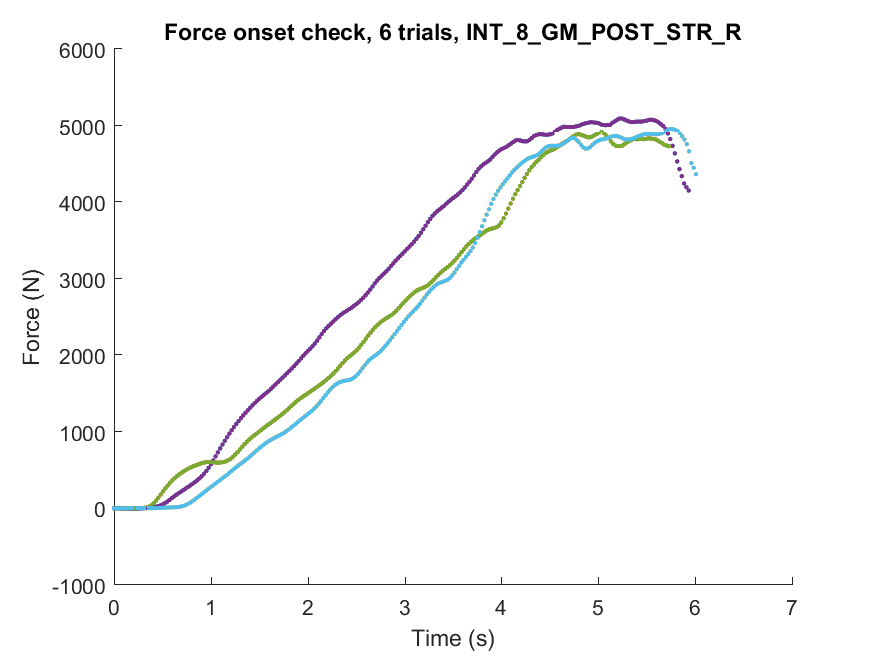 Force onset check, 6 trials, INT_8_GM_POST_STR_R
6000
5000
4000
3000
2000
1000
0
-1000
Force (N)
0 1 2 3 4 5 6 7
Time (s)